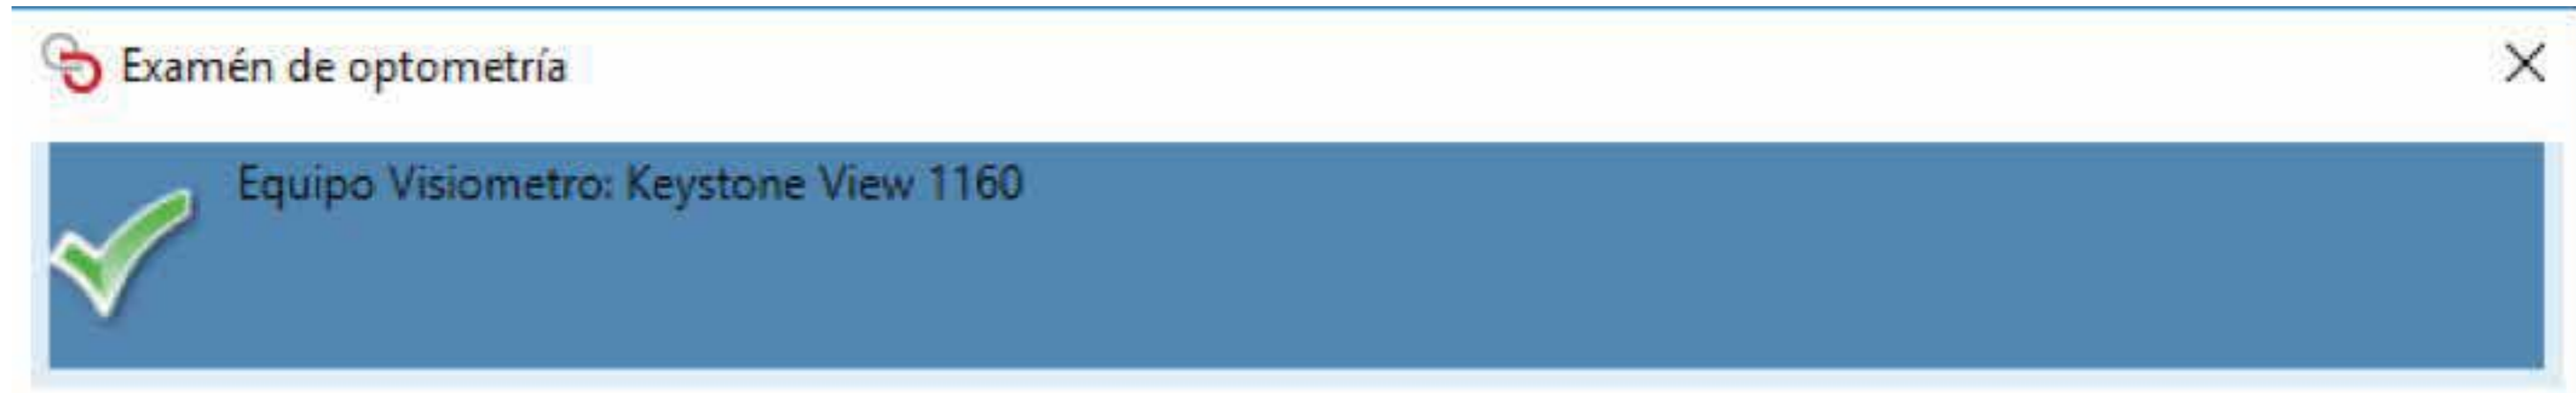 Examén de optometría
Equipo Visiometro: Keystone View 1160